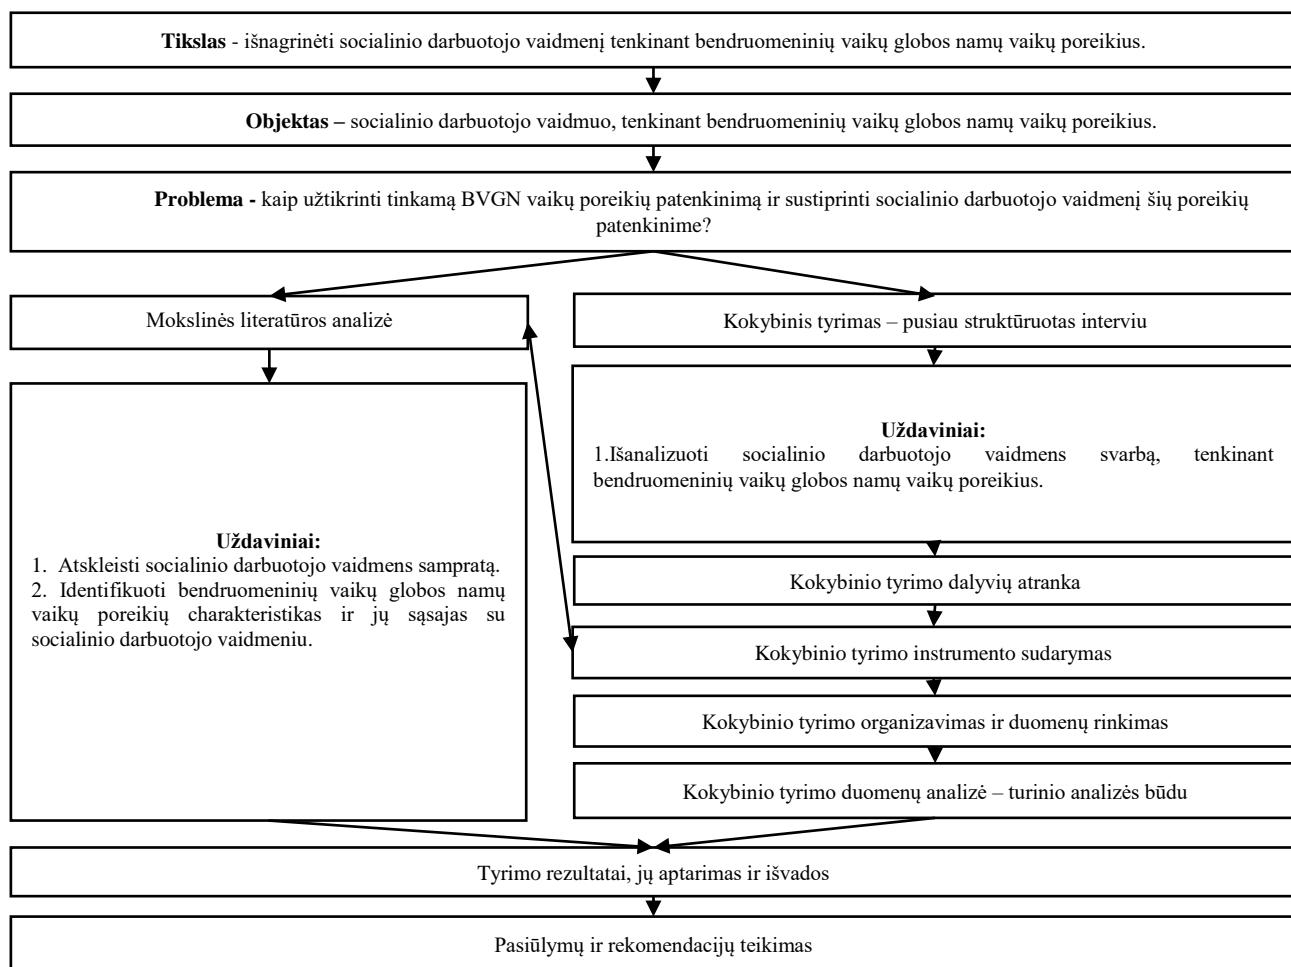 Tikslas - išnagrinėti socialinio darbuotojo vaidmenį tenkinant bendruomeninių vaikų globos namų vaikų poreikius.
Objektas – socialinio darbuotojo vaidmuo, tenkinant bendruomeninių vaikų globos namų vaikų poreikius.
Problema - kaip užtikrinti tinkamą BVGN vaikų poreikių patenkinimą ir sustiprinti socialinio darbuotojo vaidmenį šių poreikių
patenkinime?
Mokslinės literatūros analizė
Uždaviniai:
1. Atskleisti socialinio darbuotojo vaidmens sampratą.
2. Identifikuoti bendruomeninių vaikų globos namų
vaikų poreikių charakteristikas ir jų sąsajas su
socialinio darbuotojo vaidmeniu.
Kokybinis tyrimas – pusiau struktūruotas interviu
Uždaviniai:
1.Išanalizuoti socialinio darbuotojo vaidmens svarbą, tenkinant
bendruomeninių vaikų globos namų vaikų poreikius.
Kokybinio tyrimo dalyvių atranka
Kokybinio tyrimo instrumento sudarymas
Kokybinio tyrimo organizavimas ir duomenų rinkimas
Kokybinio tyrimo duomenų analizė – turinio analizės būdu
Tyrimo rezultatai, jų aptarimas ir išvados
Pasiūlymų ir rekomendacijų teikimas